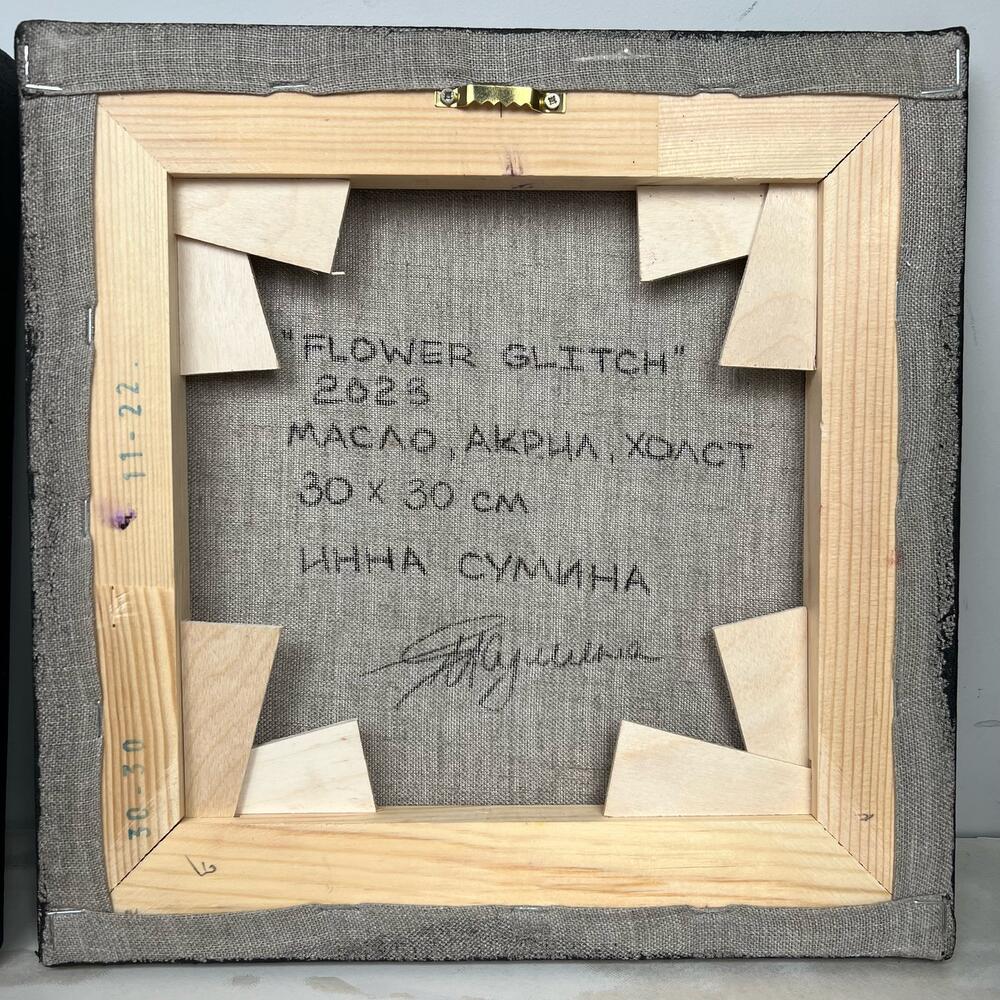 "FLOWER GLITCH"
2023
МАСЛО, АКРИЛ, ХОЛСТ
30 x 30 см
ИННА СУМИНА
11-22.
30-30